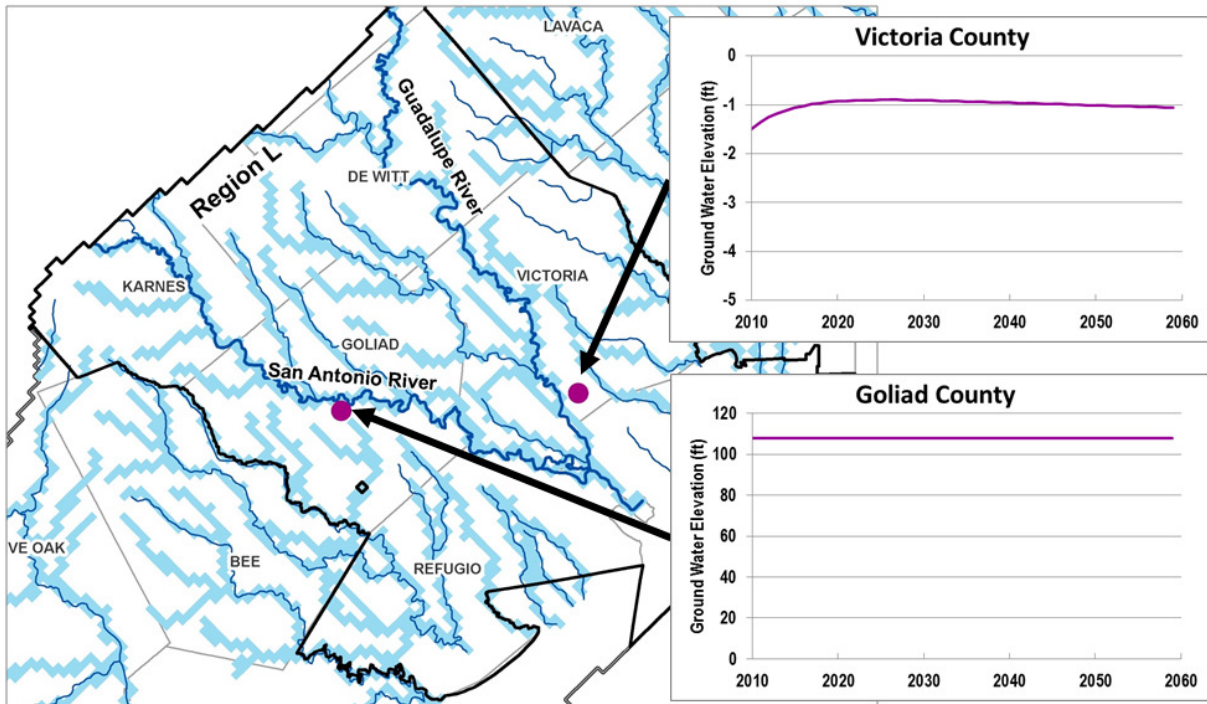 LAVACA
Guadalupe River
Region L
DE WITT
VICTORIA
KARNES
GOLIAD
San Antonio River
VE OAK
BEE
REFUGIO
Victoria County
Ground Water Elevation (ft)
0
-1
-2
-3
-4
-5
2010 2020 2030 2040 2050 2060
Goliad County
Ground Water Elevation (ft)
120
100
80
60
40
20
0
2010 2020 2030 2040 2050 2060